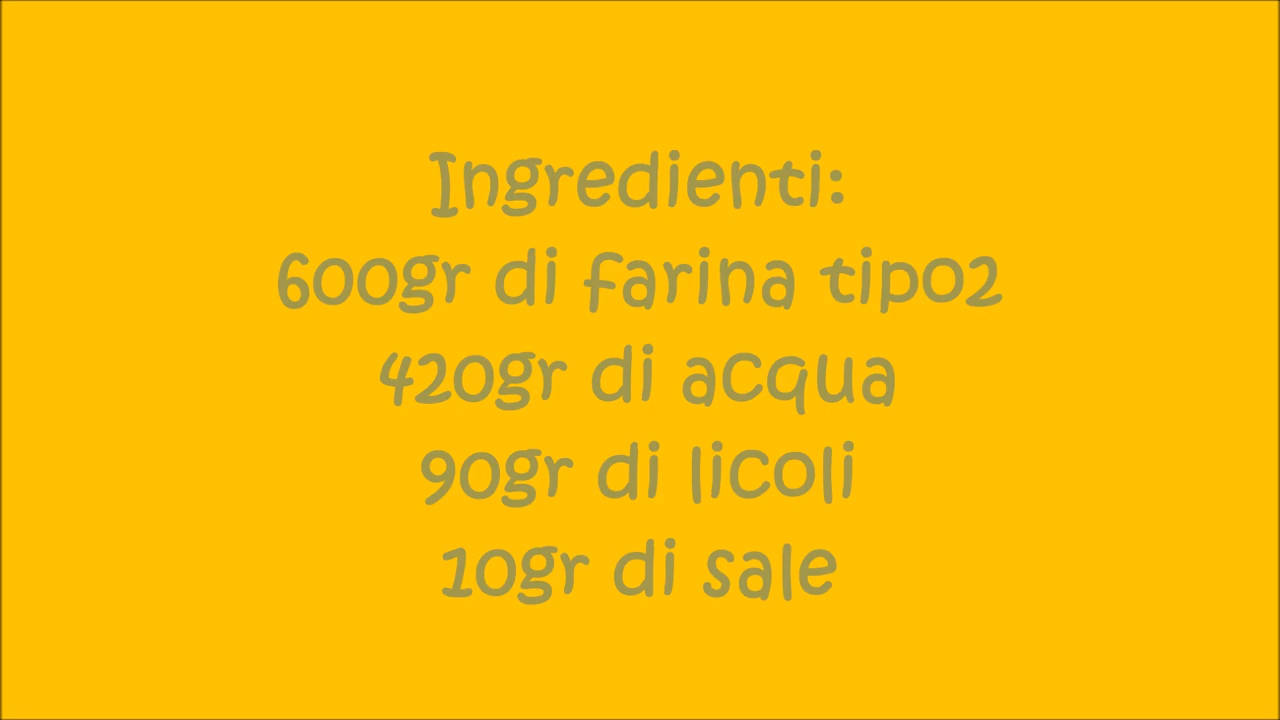 Ingredienti:
600gr di farina tipo2
420gr di acqua
90gr di licoli
10gr di sale